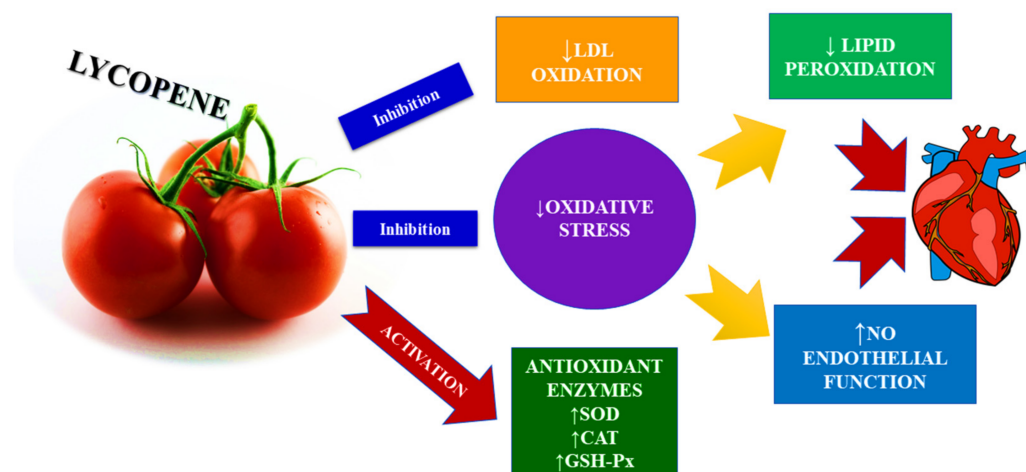 LYCOPENE
Inhibition
↓LDL
OXIDATION
↓ LIPID
PEROXIDATION
Inhibition
↓OXIDATIVE
STRESS
ACTIVATION
ANTIOXIDANT
ENZYMES
↑SOD
↑CAT
↑GSH-Px
↑NO
ENDOTHELIAL
FUNCTION